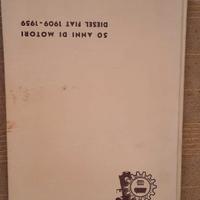 50 ANNI DI MOTORI
DIESEL FIAT 1909-1959